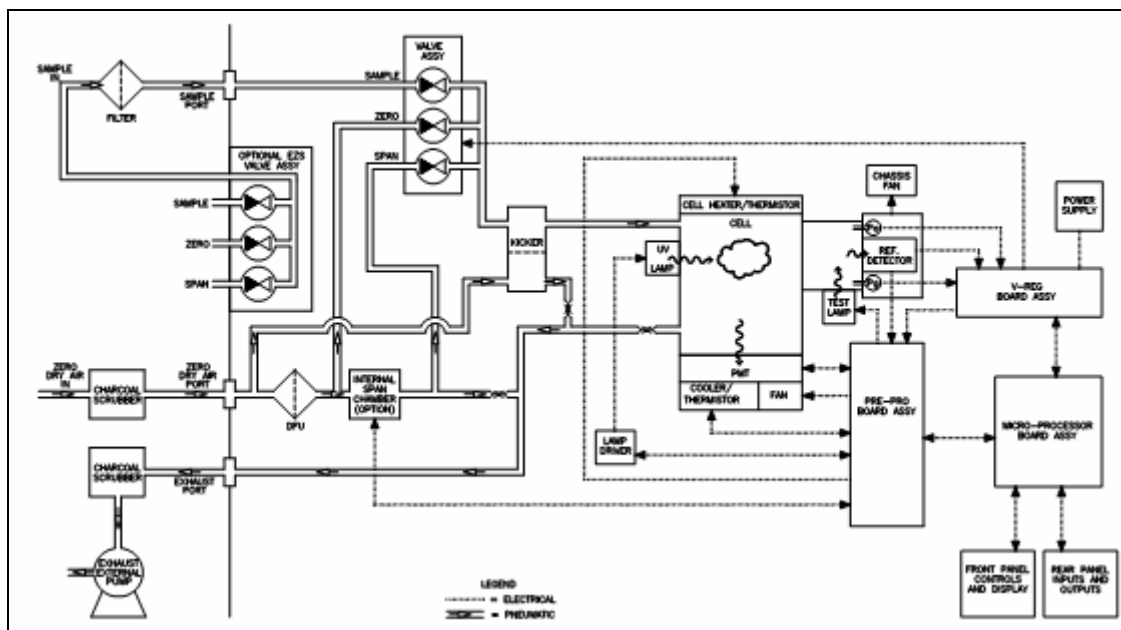 SAMPLE
IN
FILTER
SAMPLE
PORT
VALVE
ASSY
SAMPLE
ZERO
SPAN
OPTIONAL EZS
VALVE ASSY
SAMPLE
ZERO
SPAN
KICKER
CELL HEATER/THERMISTOR
CELL
UV
LAMP
CHASSIS
FAN
REF.
DETECTOR
TEST
LAMP
POWER
SUPPLY
V-REG
BOARD ASSY
ZERO
DRY AIR
IN
CHARCOAL
SCRUBBER
ZERO
DRY AIR
PORT
DFU
INTERNAL
SPAN
CHAMBER
(OPTION)
PMT
COOLER/
THERMISTOR
FAN
LAMP
DRIVER
PRE-PRO
BOARD ASSY
MICRO-PROCESSOR
BOARD ASSY
CHARCOAL
SCRUBBER
EXHAUST
PORT
EXHAUST
EXTERNAL
PUMP
FRONT PANEL
CONTROLS
AND DISPLAY
REAR PANEL
INPUTS AND
OUTPUTS
LEGEND
= ELECTRICAL
= PNEUMATIC